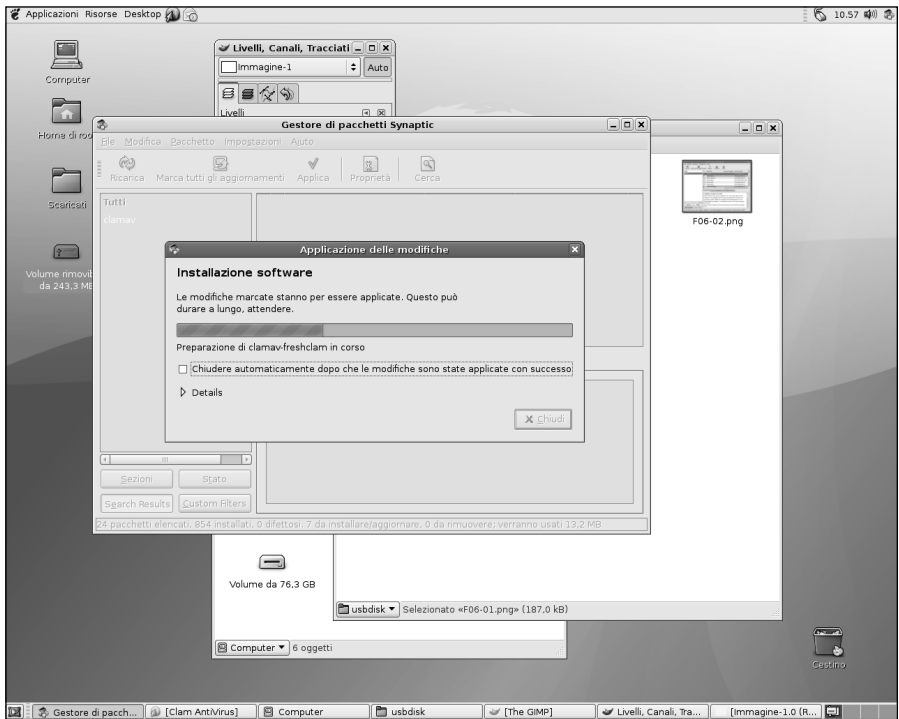 Applicazioni Risorse Desktop
10.57
Computer
Home di roo
Scaricati
Volume rimovib
da 243,3 ME
Livelli, Canali, Tracciati
Immagine-1
Auto
Livelli
Gestore di pacchetti Synaptic
File Modifica Pacchetto Impostazioni Aiuto
Ricarica Marca tutti gli aggiornamenti Applica Proprietà Cerca
Tutti
clamav
F06-02.png
Applicazione delle modifiche
Installazione software
Le modifiche marcate stanno per essere applicate. Questo può
durare a lungo, attendere.
Preparazione di clamav-freshclam in corso
Chiudere automaticamente dopo che le modifiche sono state applicate con successo
Details
Chiudi
Sezioni Stato
Search Results Custom Filters
24 pacchetti elencati, 854 installati, 0 difettosi. 7 da installare/aggiornare, 0 da rimuovere; verranno usati 13,2 MB
Volume da 76,3 GB
usbdisk Selezionato «F06-01.png» (187,0 kB)
Computer 6 oggetti
Cestino
Gestore di pacch... [Clam AntiVirus] Computer usbdisk [The GIMP] Livelli, Canali, Tra... [Immagine-1.0 (R...